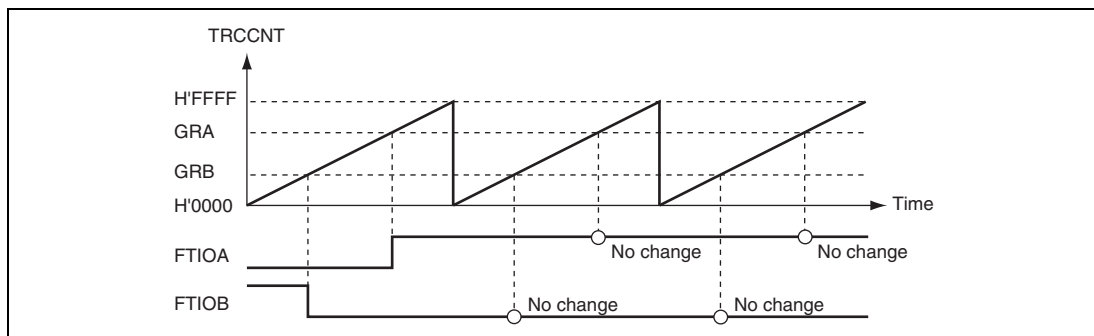 TRCCNT
H'FFFF
GRA
GRB
H'0000
Time
FTIOA
No change
No change
FTIOB
No change
No change